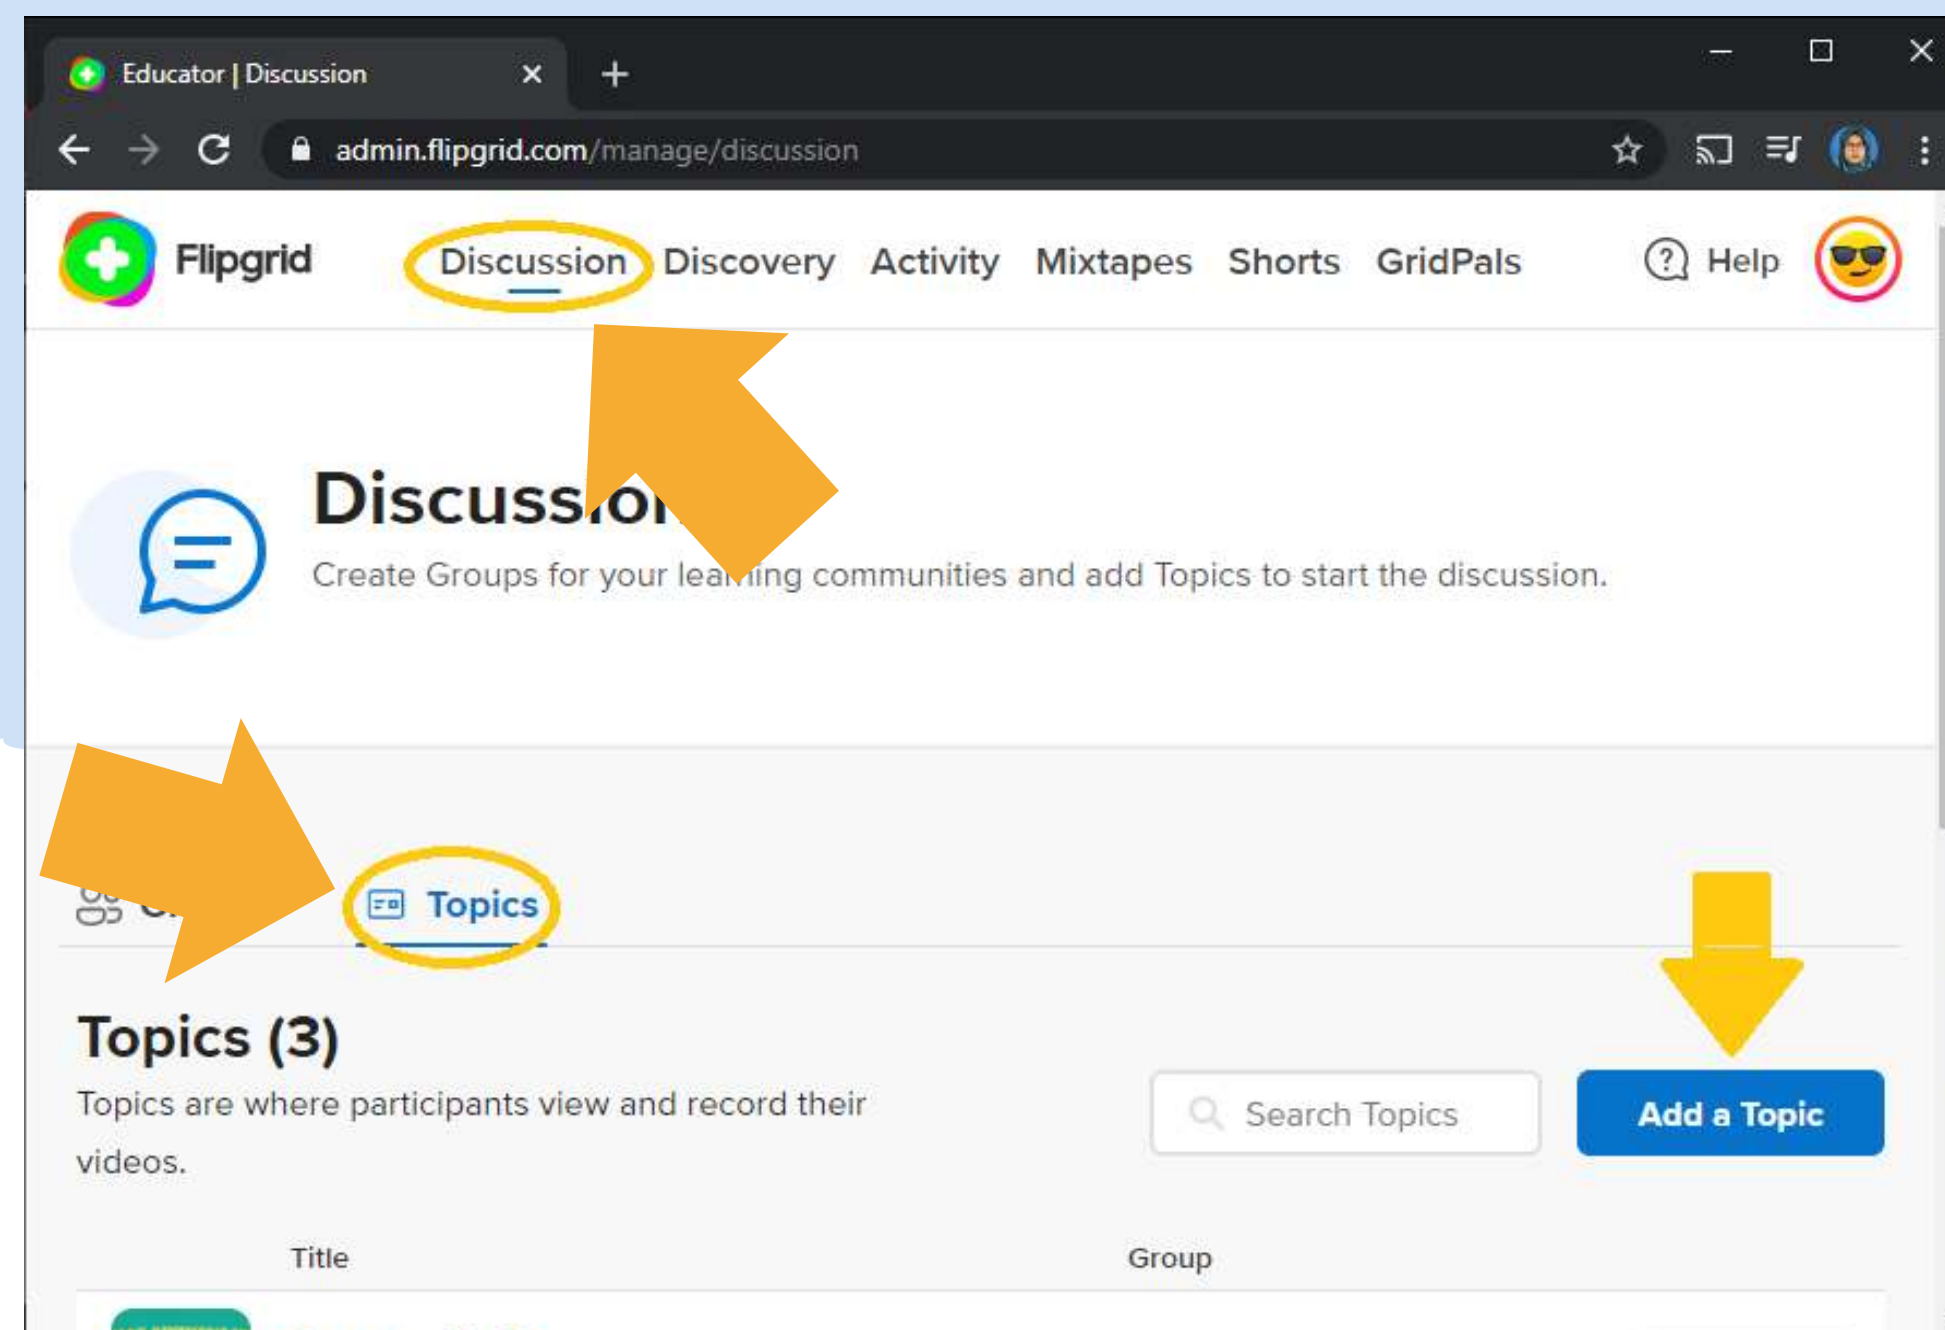 Educator | Discussion
admin.flipgrid.com/manage/discussion
Flipgrid Discussion Discovery Activity Mixtapes Shorts GridPals Help
Discussion
Create Groups for your learning communities and add Topics to start the discussion.
Topics
Topics (3)
Topics are where participants view and record their
videos.
Search Topics
Add a Topic
Title Group